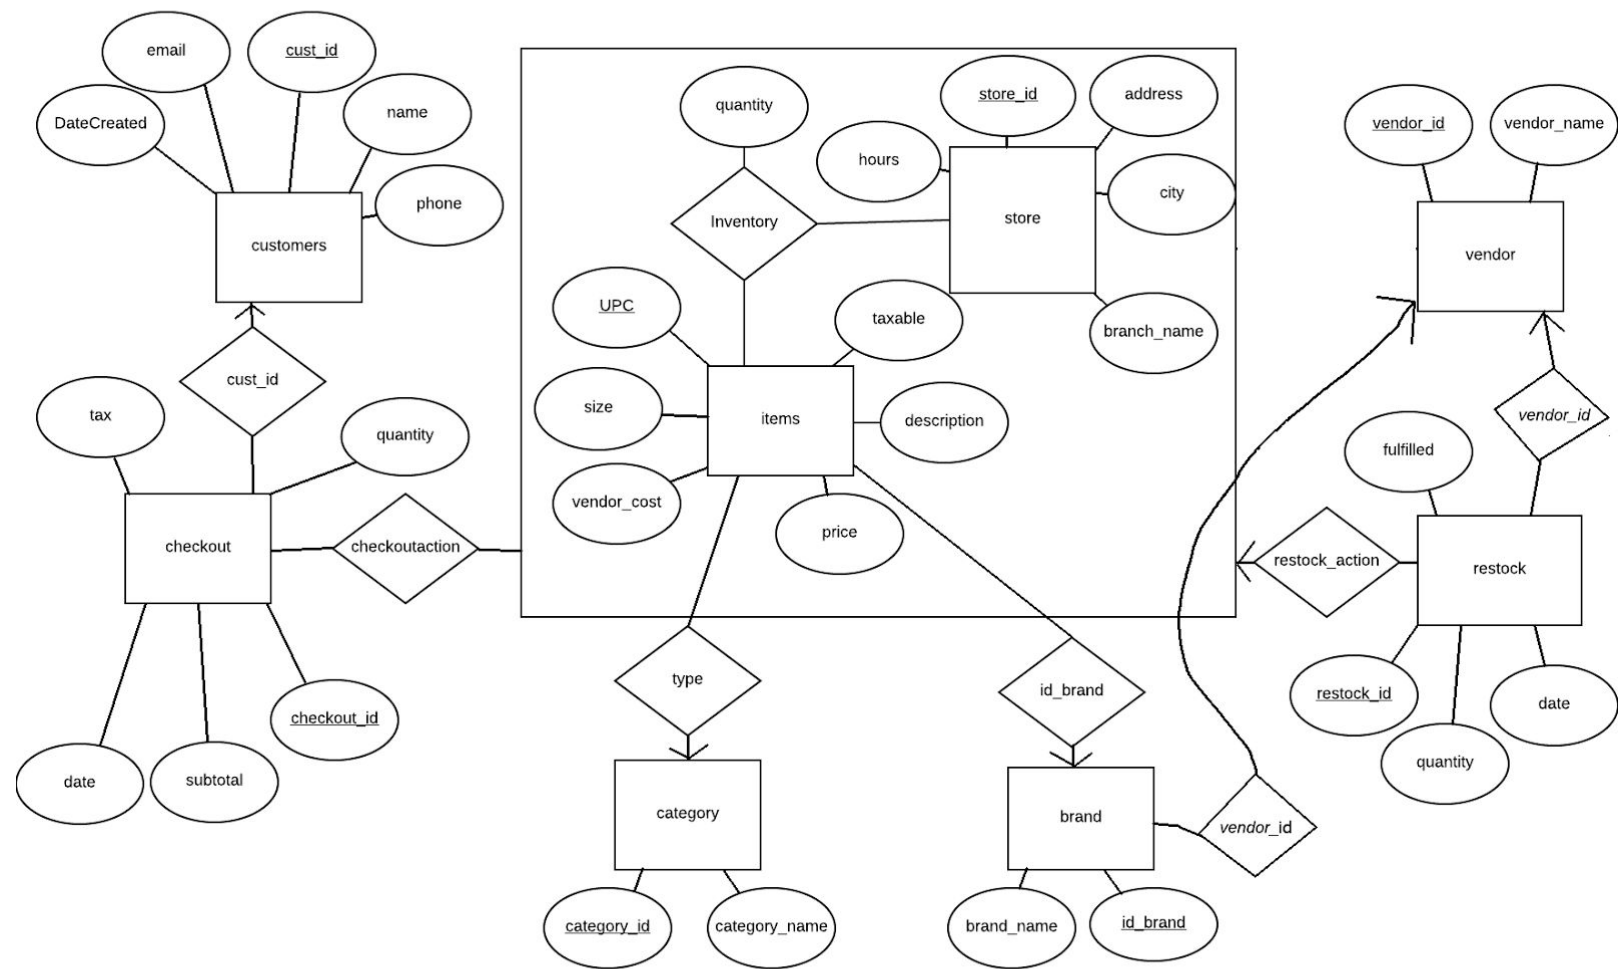 email
cust_id
DateCreated
name
phone
customers
cust_id
tax
quantity
checkout
checkoutaction
checkout_id
date
subtotal
quantity
store_id
address
hours
Inventory
store
city
branch_name
UPC
taxable
size
items
description
vendor_cost
price
type
id_brand
category
brand
category_id
category_name
brand_name
id_brand
vendor_id
vendor_id
vendor_name
vendor
vendor_id
fulfilled
restock_action
restock
restock_id
date
quantity